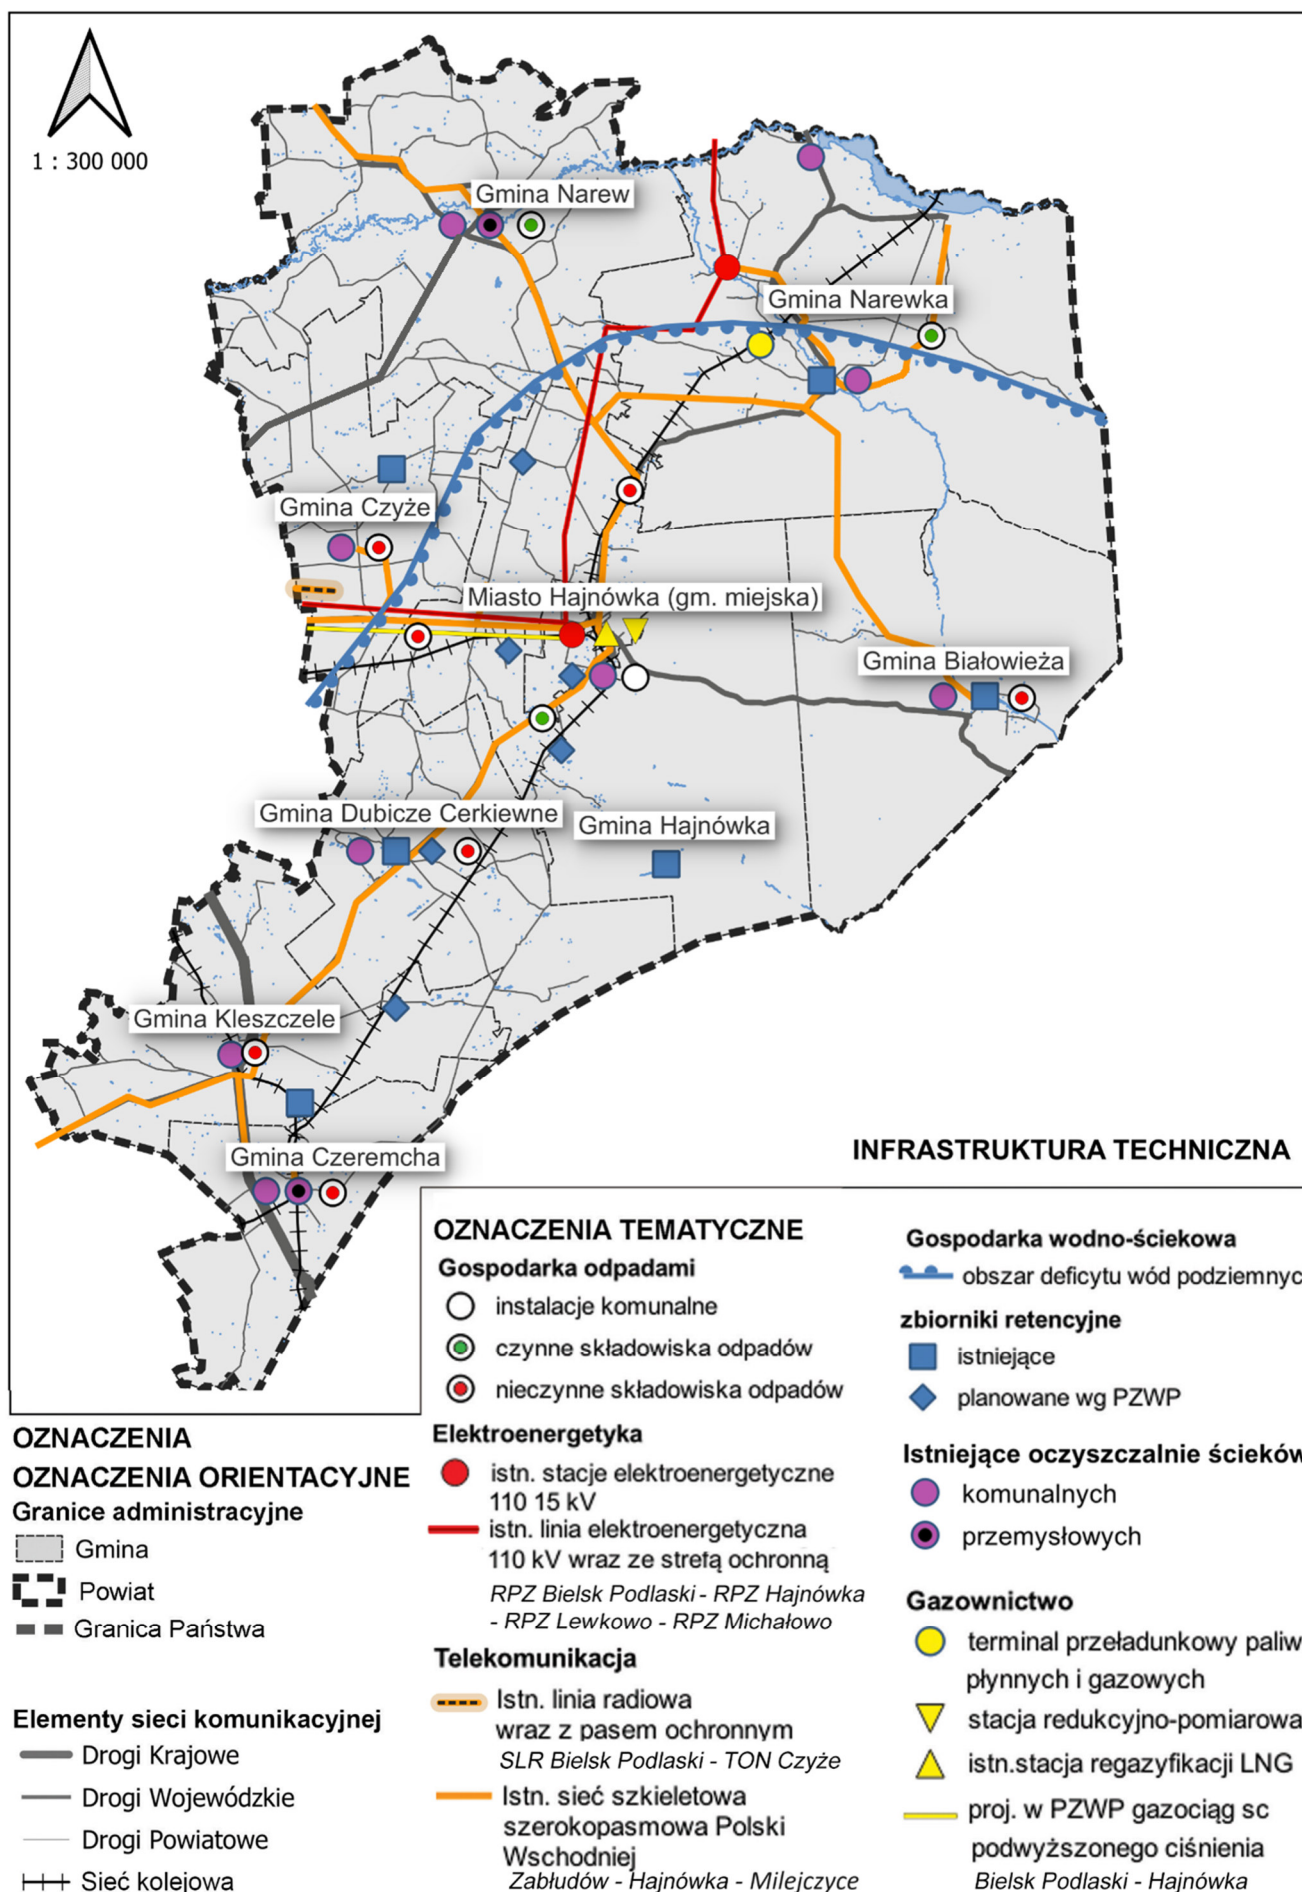 1 : 300 000
Gmina Narew
Gmina Narewka
Gmina Czyże
Miasto Hajnówka (gm. miejska)
Gmina Białowieża
Gmina Dubicze Cerkiewne
Gmina Hajnówka
Gmina Kleszczele
Gmina Czeremcha
INFRASTRUKTURA TECHNICZNA
OZNACZENIA
OZNACZENIA ORIENTACYJNE
Granice administracyjne
Gmina
Powiat
Granica Państwa
Elementy sieci komunikacyjnej
Drogi Krajowe
Drogi Wojewódzkie
Drogi Powiatowe
Sieć kolejowa
OZNACZENIA TEMATYCZNE
Gospodarka odpadami
instalacje komunalne
czynne składowiska odpadów
nieczynne składowiska odpadów
Elektroenergetyka
istn. stacje elektroenergetyczne
110 15 kV
istn. linia elektroenergetyczna
110 kV wraz ze strefą ochronną
RPZ Bielsk Podlaski - RPZ Hajnówka
- RPZ Lewkowo - RPZ Michałowo
Telekomunikacja
Istn. linia radiowa
wraz z pasem ochronnym
SLR Bielsk Podlaski - TON Czyże
Istn. sieć szkieletowa
szerokopasmowa Polski
Wschodniej
Zabłudów - Hajnówka - Milejczyce
Gospodarka wodno-ściekowa
obszar deficytu wód podziemnyc
zbiorniki retencyjne
istniejące
planowane wg PZWP
Istniejące oczyszczalnie ścieków
komunalnych
przemysłowych
Gazownictwo
terminal przeładunkowy paliw
płynnych i gazowych
stacja redukcyjno-pomiarowa
istn.stacja regazyfikacji LNG
proj. w PZWP gazociąg sc
podwyższonego ciśnienia
Bielsk Podlaski - Hajnówka